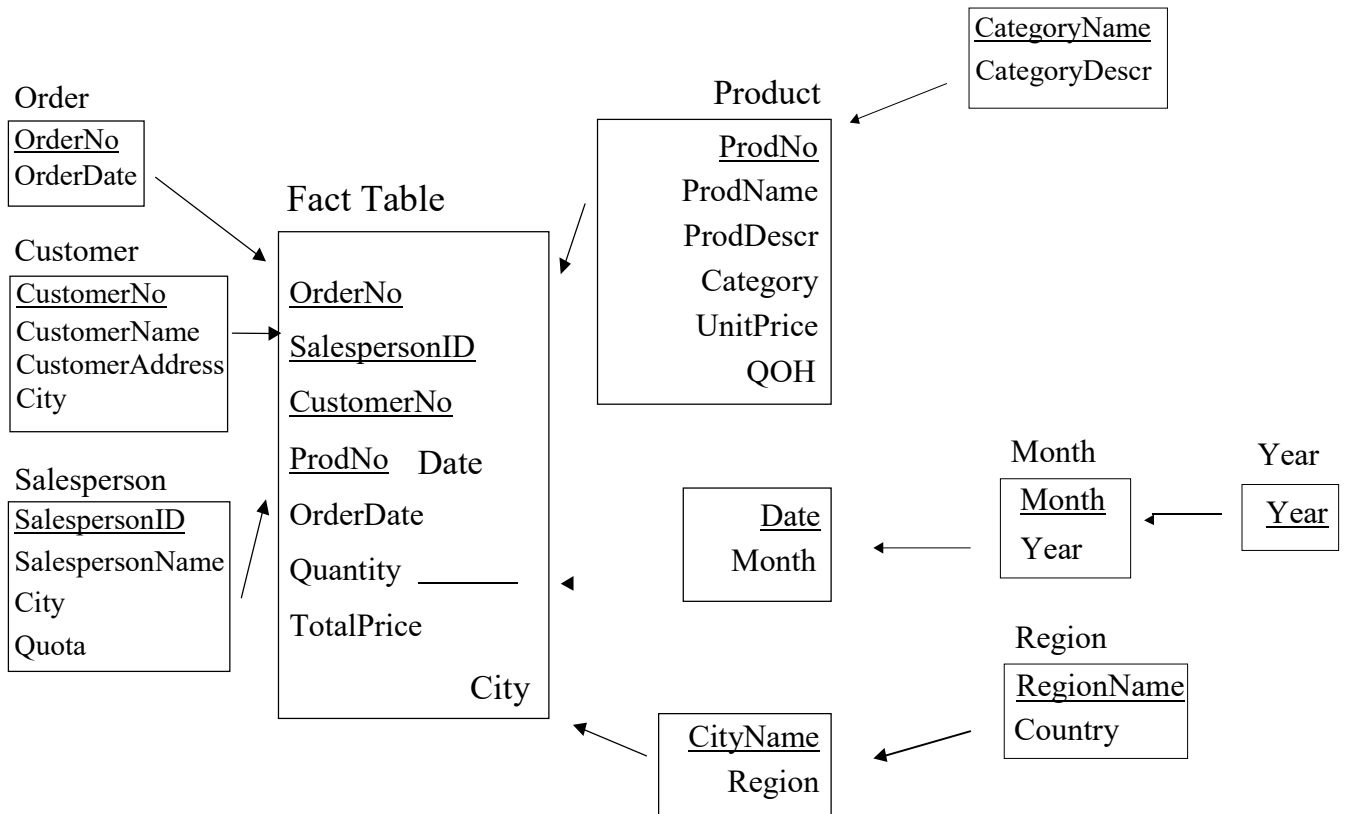 CategoryName
CategoryDescr
Order
OrderNo
OrderDate
Customer
CustomerNo
CustomerName
CustomerAddress
City
Salesperson
SalespersonID
SalespersonName
City
Quota
Fact Table
OrderNo
SalespersonID
CustomerNo
ProdNo Date
OrderDate
Quantity
TotalPrice
City
Product
ProdNo
ProdName
ProdDescr
Category
UnitPrice
QOH
Date
Month
Month
Month
Year
Year
Year
CityName
Region
Region
RegionName
Country